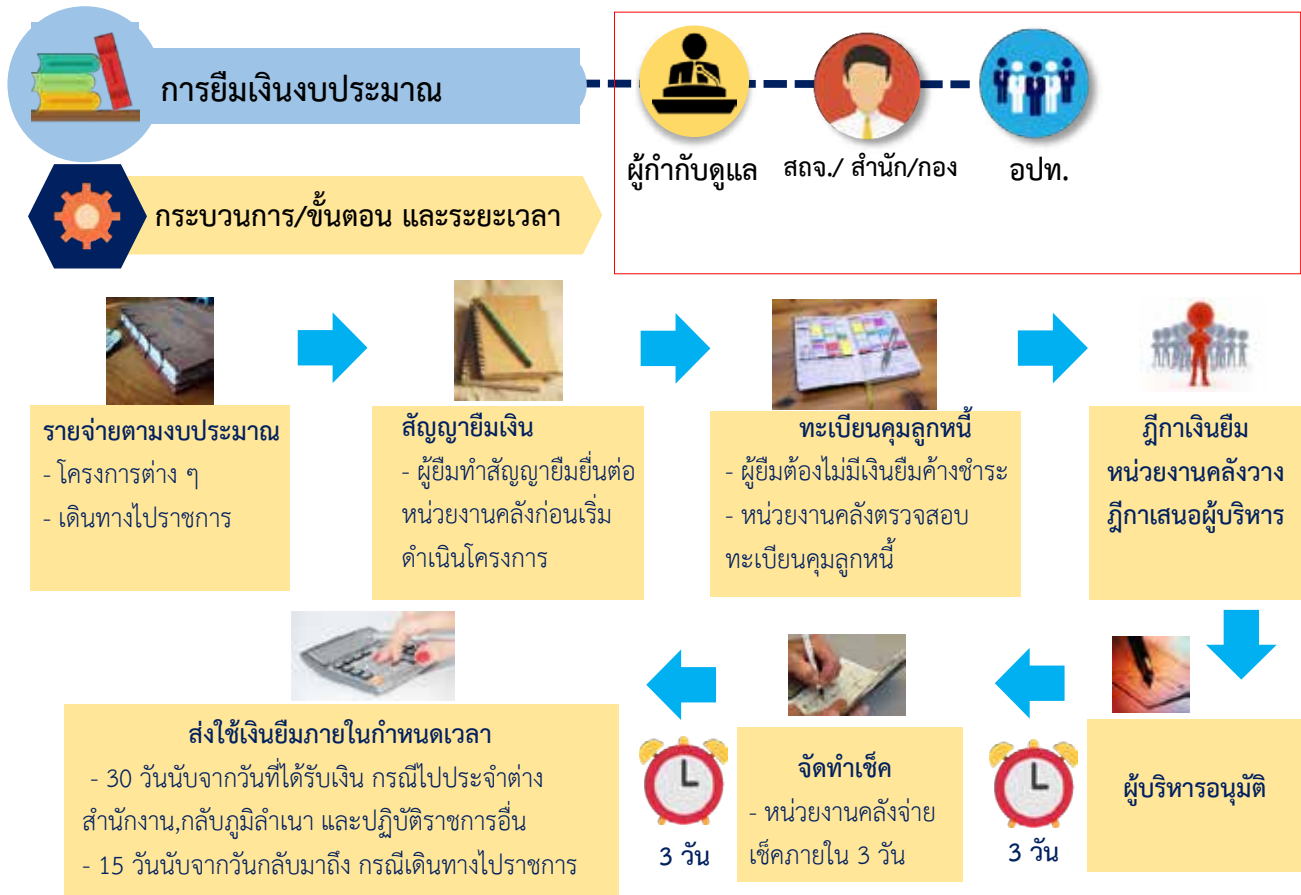 การยืมเงินงบประมาณ
ผู้กำกับดูแล
สถจ./ สำนัก/กอง
อปท.
กระบวนการ/ขั้นตอน และระยะเวลา
รายจ่ายตามงบประมาณ
- โครงการต่าง ๆ
- เดินทางไปราชการ
สัญญายืมเงิน
- ผู้ยืมทำสัญญายืมยื่นต่อ
หน่วยงานคลังก่อนเริ่ม
ดำเนินโครงการ
ทะเบียนคุมลูกหนี้
- ผู้ยืมต้องไม่มีเงินยืมค้างชำระ
- หน่วยงานคลังตรวจสอบ
ทะเบียนคุมลูกหนี้
ฎีกาเงินยืม
หน่วยงานคลังวาง
ฎีกาเสนอผู้บริหาร
ผู้บริหารอนุมัติ
3 วัน
จัดทำเช็ค
- หน่วยงานคลังจ่าย
เช็คภายใน 3 วัน
3 วัน
ส่งใช้เงินยืมภายในกำหนดเวลา
- 30 วันนับจากวันที่ได้รับเงิน กรณีไปประจำต่าง
สำนักงาน,กลับภูมิลำเนา และปฏิบัติราชการอื่น
- 15 วันนับจากวันกลับมาถึง กรณีเดินทางไปราชการ